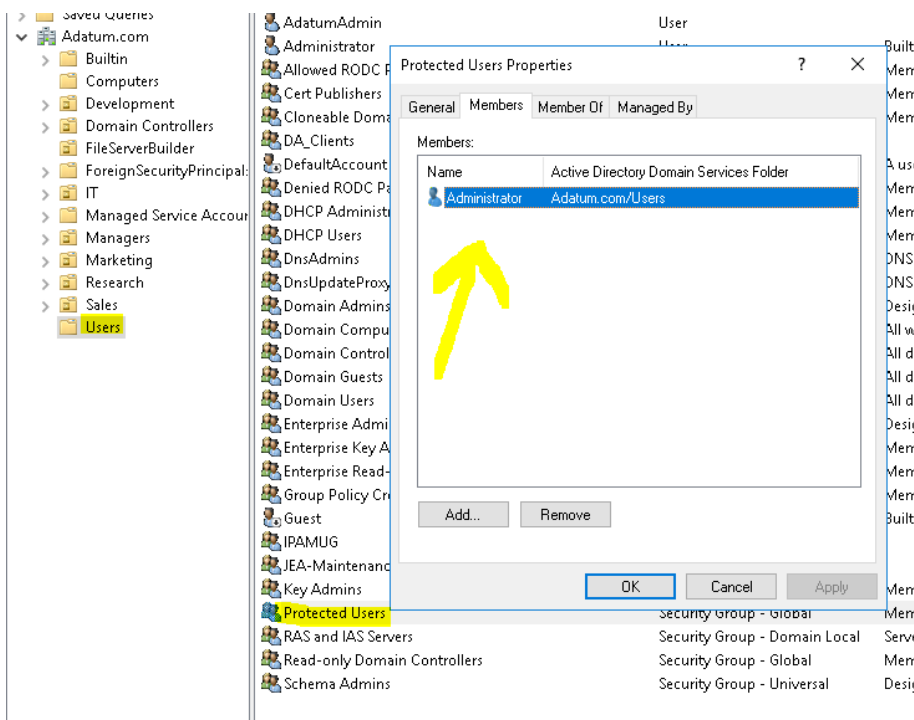 Saved Queries
Adatum.com
Builtin
Computers
Development
Domain Controllers
FileServerBuilder
ForeignSecurityPrincipal:
IT
Managed Service Accour
Managers
Marketing
Research
Sales
Users
AdatumAdmin User
Administrator Built
Allowed RODC P Mem
Cert Publishers Mem
Cloneable Doma Mem
DA_Clients
DefaultAccount A use
Denied RODC Pa Mem
DHCP Administr Mem
DHCP Users Mem
DnsAdmins DNS
DnsUpdateProxy DNS
Domain Admins Desig
Domain Compu All w
Domain Control All d
Domain Guests All d
Domain Users All d
Enterprise Admi Desig
Enterprise Key A Mem
Enterprise Read- Mem
Group Policy Cre Mem
Guest Built
IPAMUG
JEA-Maintenanc
Key Admins Mem
Protected Users Security Group - Global Mem
RAS and IAS Servers Security Group - Domain Local Serve
Read-only Domain Controllers Security Group - Global Mem
Schema Admins Security Group - Universal Desig
Protected Users Properties ?
General Members Member Of Managed By
Members:
Name Active Directory Domain Services Folder
Administrator Adatum.com/Users
Add... Remove
OK Cancel Apply